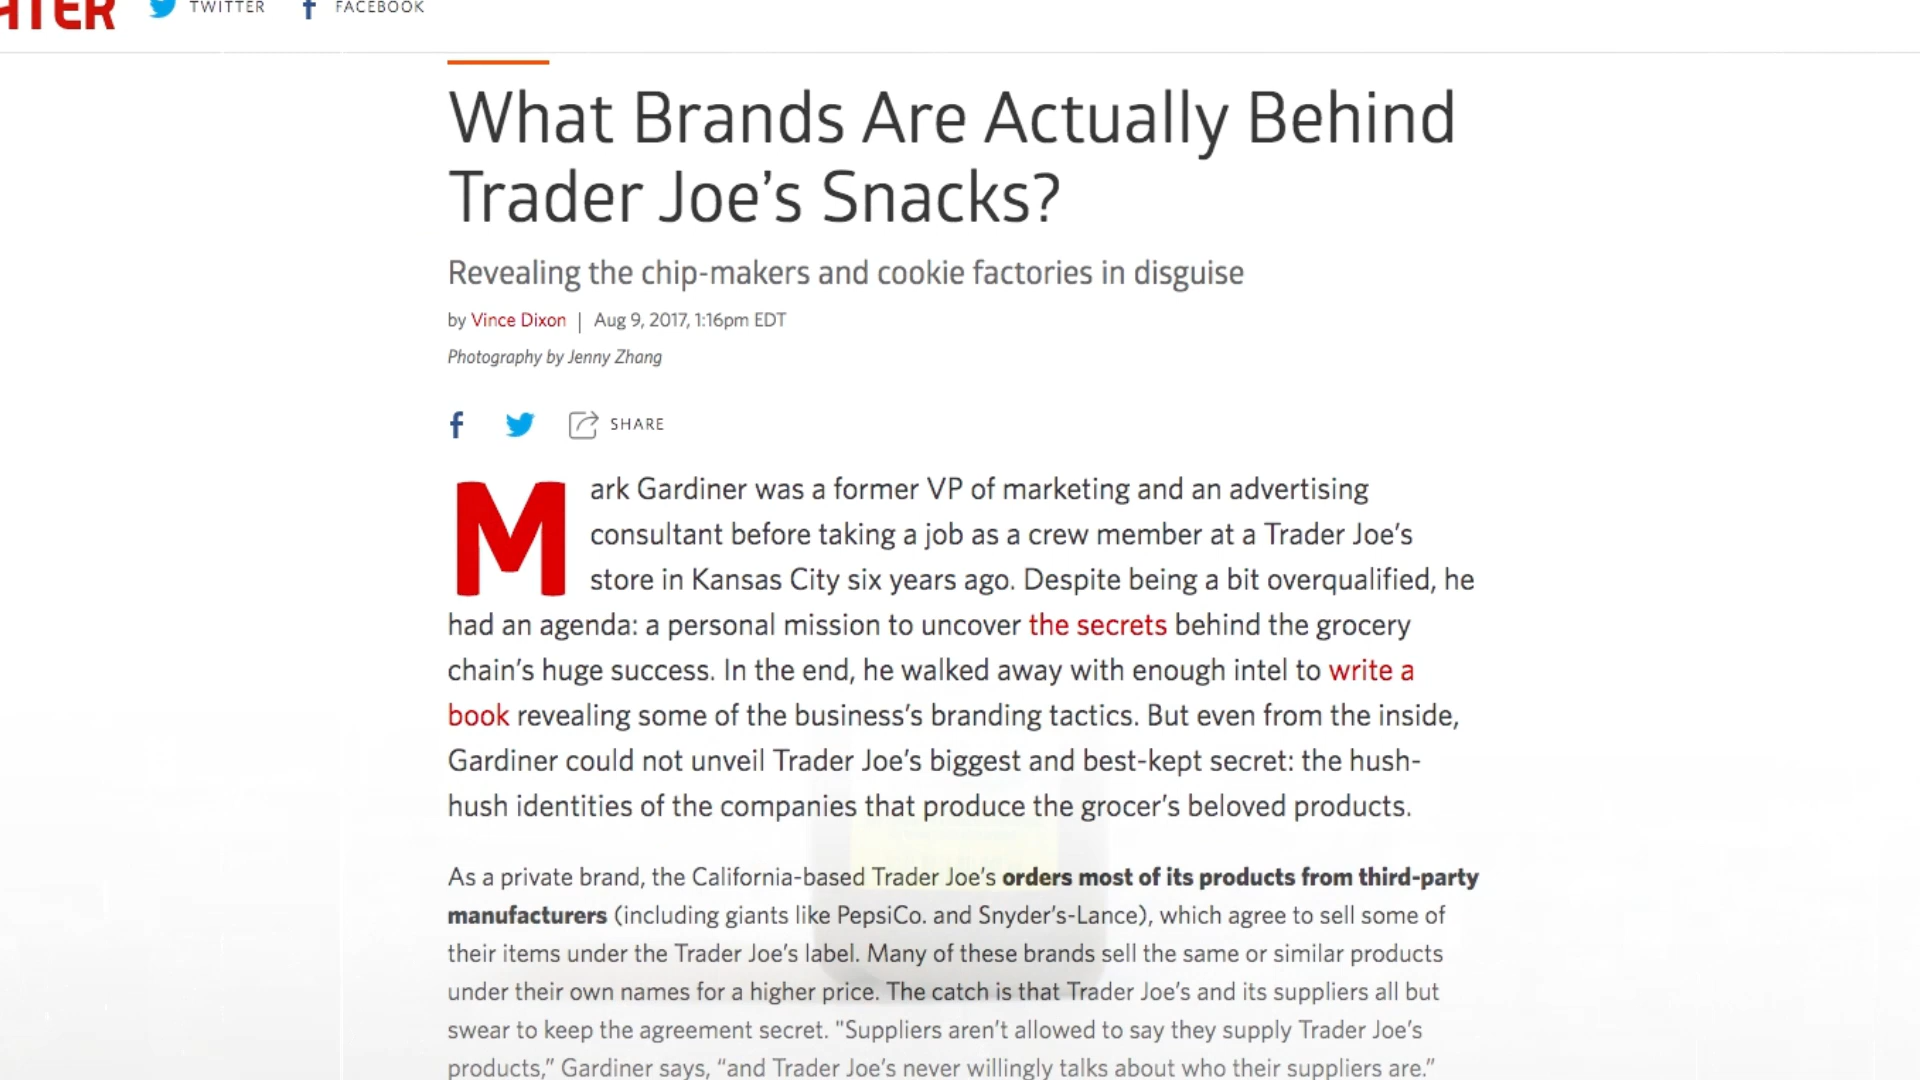 TWITTER FACEBOOK
What Brands Are Actually Behind
Trader Joe’s Snacks?
Revealing the chip-makers and cookie factories in disguise
by Vince Dixon | Aug 9, 2017, 1:16pm EDT
Photography by Jenny Zhang
SHARE
Mark Gardiner was a former VP of marketing and an advertising
consultant before taking a job as a crew member at a Trader Joe’s
store in Kansas City six years ago. Despite being a bit overqualified, he
had an agenda: a personal mission to uncover the secrets behind the grocery
chain’s huge success. In the end, he walked away with enough intel to write a
book revealing some of the business’s branding tactics. But even from the inside,
Gardiner could not unveil Trader Joe’s biggest and best-kept secret: the hush-
hush identities of the companies that produce the grocer’s beloved products.
As a private brand, the California-based Trader Joe’s orders most of its products from third-party
manufacturers (including giants like PepsiCo. and Snyder’s-Lance), which agree to sell some of
their items under the Trader Joe’s label. Many of these brands sell the same or similar products
under their own names for a higher price. The catch is that Trader Joe’s and its suppliers all but
swear to keep the agreement secret. "Suppliers aren’t allowed to say they supply Trader Joe’s
products,” Gardiner says, “and Trader Joe’s never willingly talks about who their suppliers are.”